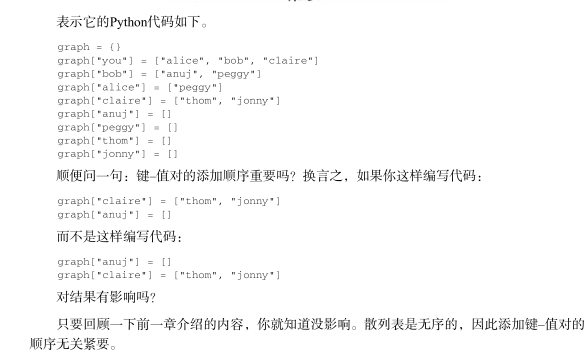 表示它的Python代码如下。
graph = {}
graph["you"] = ["alice", "bob", "claire"]
graph["bob"] = ["anuj", "peggy"]
graph["alice"] = ["peggy"]
graph["claire"] = ["thom", "jonny"]
graph["anuj"] = []
graph["peggy"] = []
graph["thom"] = []
graph["jonny"] = []
顺便问一句：键–值对的添加顺序重要吗？换言之，如果你这样编写代码：
graph["claire"] = ["thom", "jonny"]
graph["anuj"] = []
而不是这样编写代码：
graph["anuj"] = []
graph["claire"] = ["thom", "jonny"]
对结果有影响吗？
只要回顾一下前一章介绍的内容，你就知道没影响。散列表是无序的，因此添加键–值对的
顺序无关紧要。